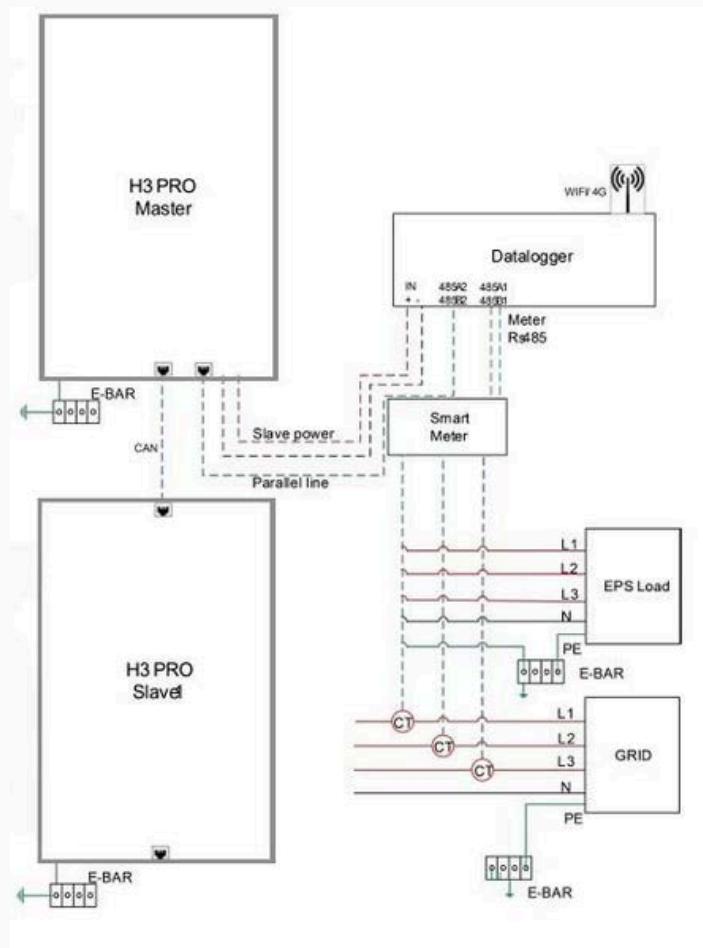 H3 PRO
Master
WIFI/ 4G
Datalogger
IN 485A2 485A1
+ - 485B2 485B1
Meter
Rs485
E-BAR
Smart
Meter
Slave power
CAN
Parallel line
L1
L2
EPS Load
L3
N
PE
E-BAR
H3 PRO
Slave1
CT
L1
CT
L2
GRID
CT
L3
N
PE
E-BAR
E-BAR